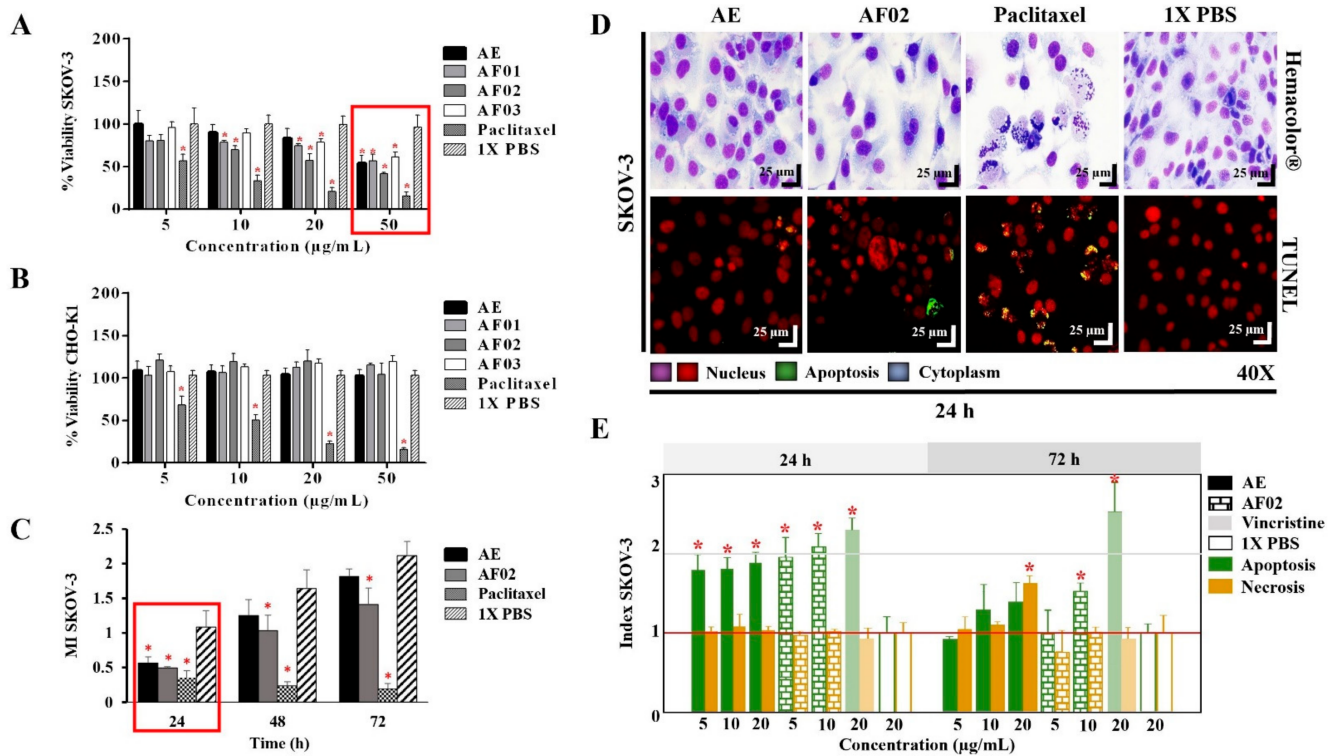 A
% Viability SKOV-3
200
150
100
50
0
5 10 20 50
Concentration (µg/mL)
AE
AF01
AF02
AF03
Paclitaxel
1X PBS
* * * * * * * * * * * * *
B
% Viability CHO-K1
200
150
100
50
0
5 10 20 50
Concentration (µg/mL)
AE
AF01
AF02
AF03
Paclitaxel
1X PBS
* * * *
C
MI SKOV-3
2.5
2
1.5
1
0.5
0
24 48 72
Time (h)
AE
AF02
Paclitaxel
1X PBS
* * * * * * *
D
AE AF02 Paclitaxel 1X PBS
SKOV-3
Hemacolor®
25 µm 25 µm 25 µm 25 µm
TUNEL
25 µm 25 µm 25 µm 25 µm
Nucleus Apoptosis Cytoplasm 40X
24 h
E
24 h 72 h
Index SKOV-3
3
2
1
0
* * * * * * * * *
5 10 20 5 10 20 20 5 10 20 5 10 20 20
Concentration (µg/mL)
AE
AF02
Vincristine
1X PBS
Apoptosis
Necrosis